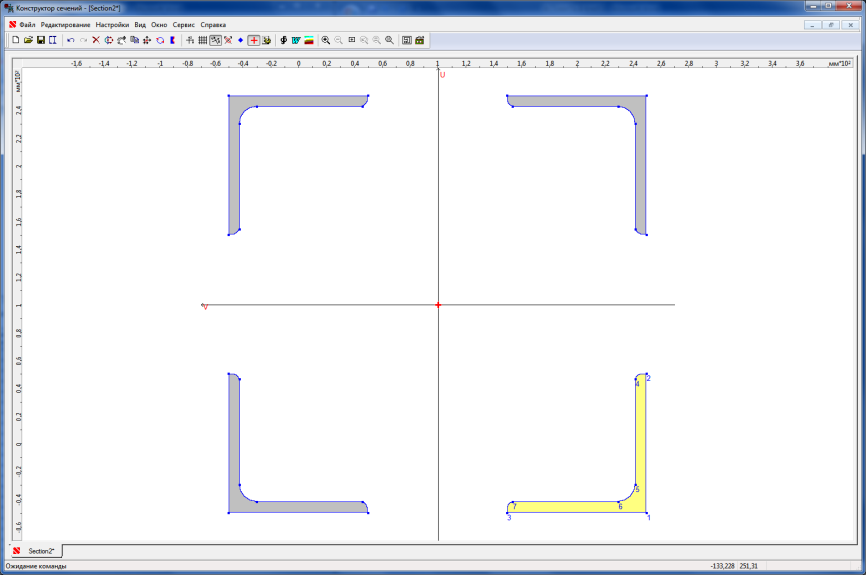 Конструктор сечений - [Section2*]
Файл Редактирование Настройки Вид Окно Сервис Справка
-1,6 -1,4 -1,2 -1 -0,8 -0,6 -0,4 -0,2 0 0,2 0,4 0,6 0,8 1 1,2 1,4 1,6 1,8 2 2,2 2,4 2,6 2,8 3 3,2 3,4 3,6 мм*10²
мм*10²
U
2,4
2,2
2
1,8
1,6
1,4
1,2
1
V
0,8
0,6
2
4
0,4
0,2
0
-0,2
5
-0,4
7 6
3 1
-0,6
Section2*
Ожидание команды -133,228 251,31